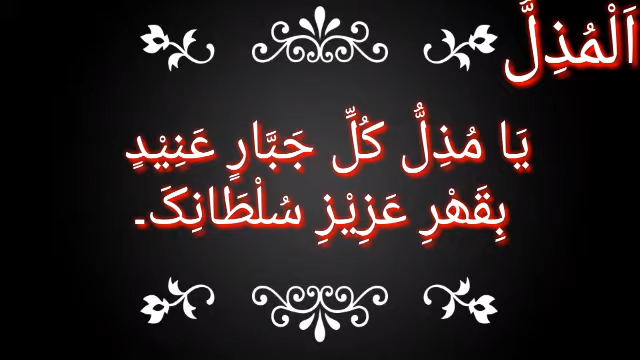 اَلْمُذِلُّ
يَا مُذِلُّ كُلِّ جَبَّارٍ عَنِيْدٍ
بِقَهْرِ عَزِيْزِ سُلْطَانِکَ۔